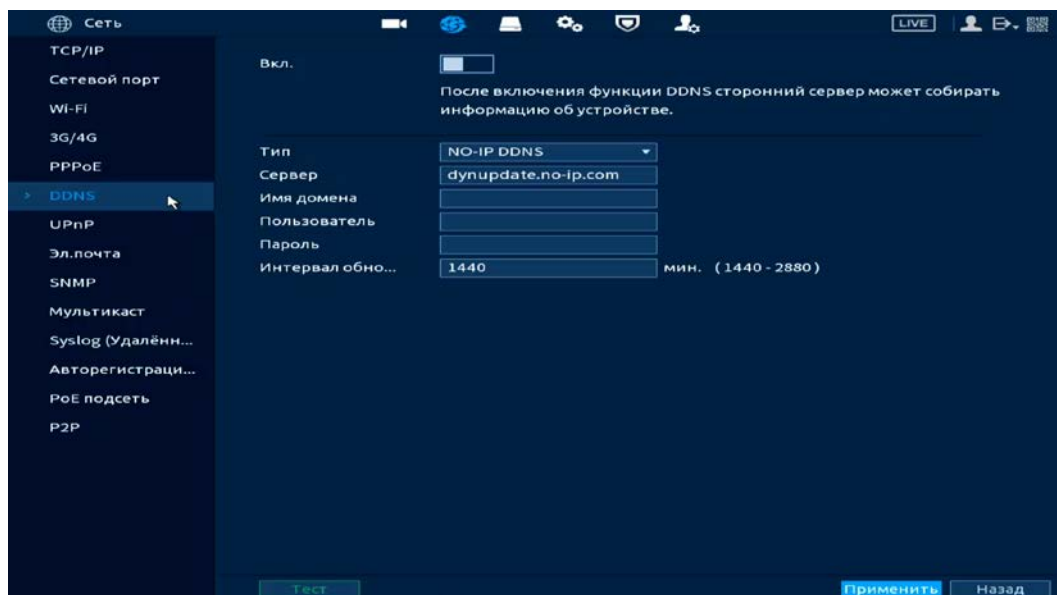 Сеть
LIVE
TCP/IP
Сетевой порт
Wi-Fi
3G/4G
PPPoE
DDNS
UPnP
Эл.почта
SNMP
Мультикаст
Syslog (Удалённ...
Авторегистраци...
PoE подсеть
P2P
Вкл.
После включения функции DDNS сторонний сервер может собирать
информацию об устройстве.
Тип NO-IP DDNS
Сервер dynupdate.no-ip.com
Имя домена
Пользователь
Пароль
Интервал обно... 1440 мин. (1440 - 2880)
Тест Применить Назад